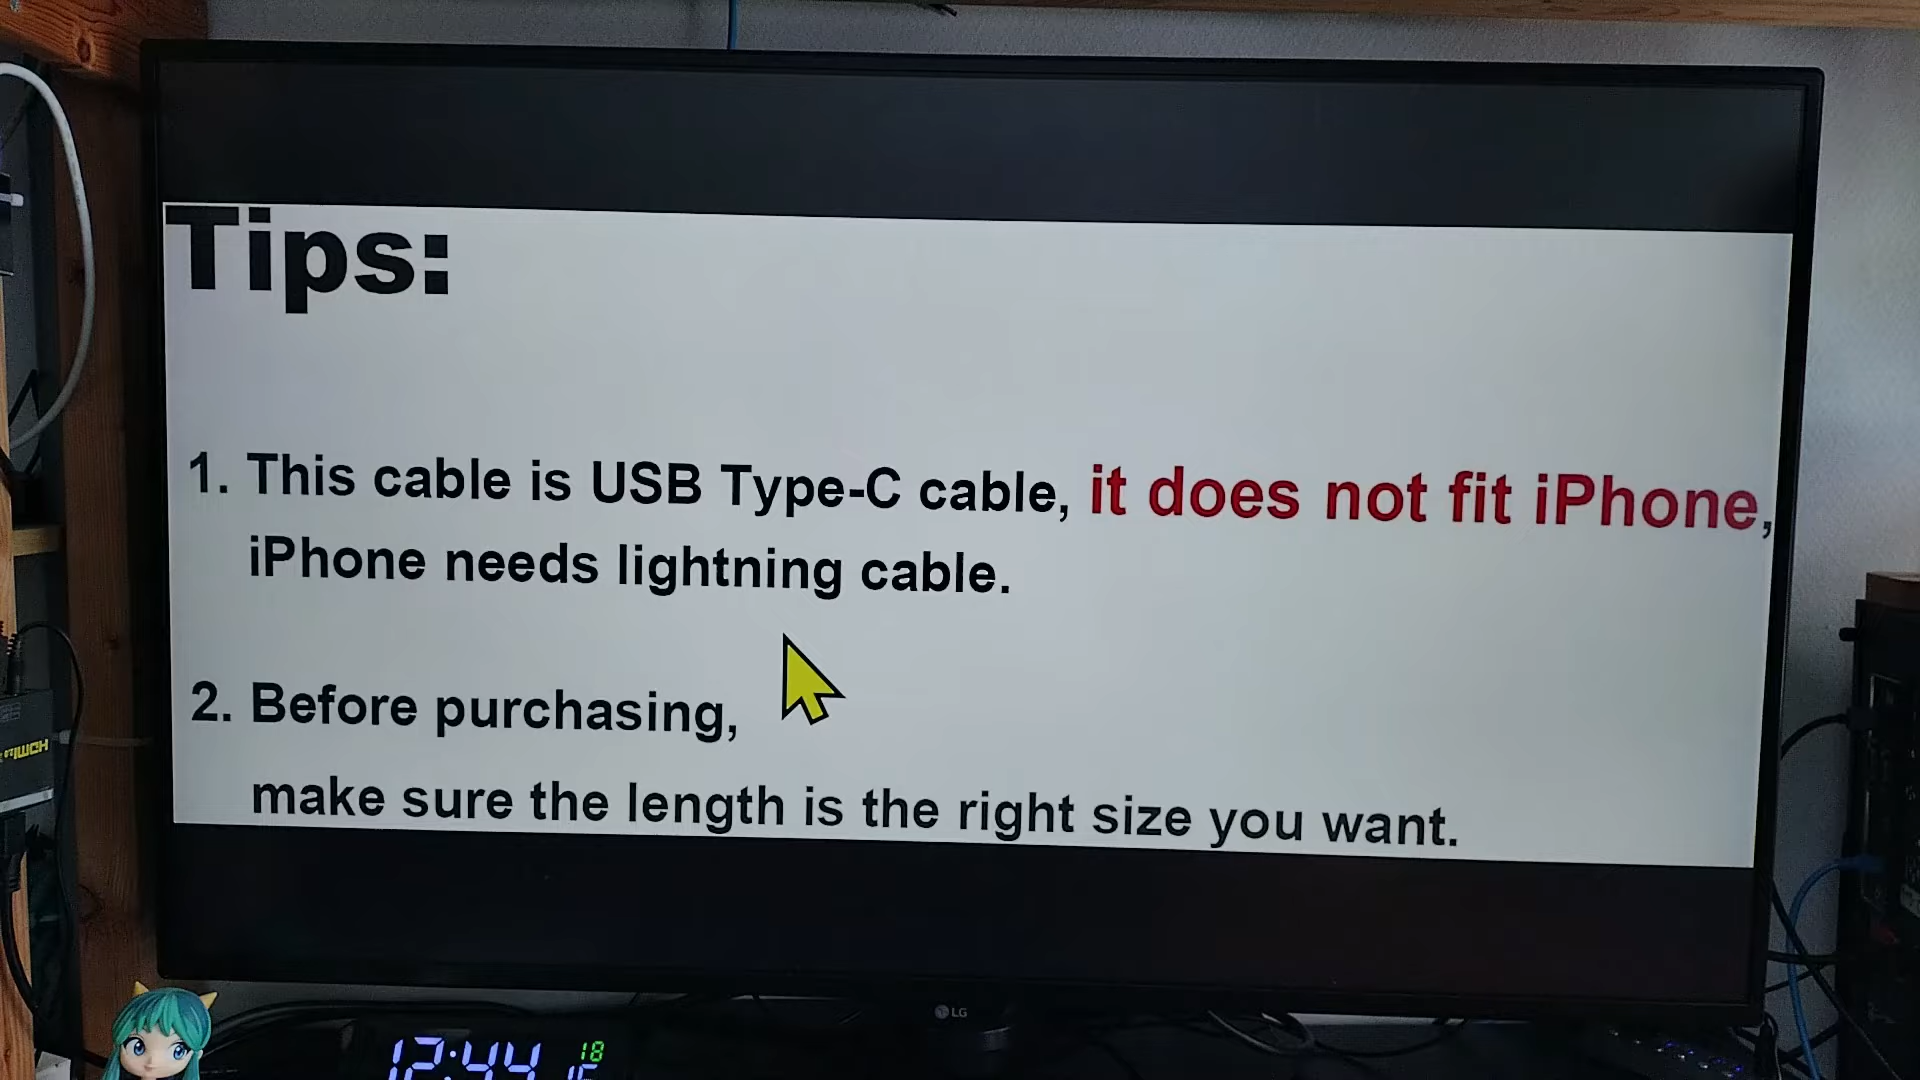 Tips:
1. This cable is USB Type-C cable, it does not fit iPhone,
iPhone needs lightning cable.
2. Before purchasing,
make sure the length is the right size you want.
HDMI
LG
12:44 18